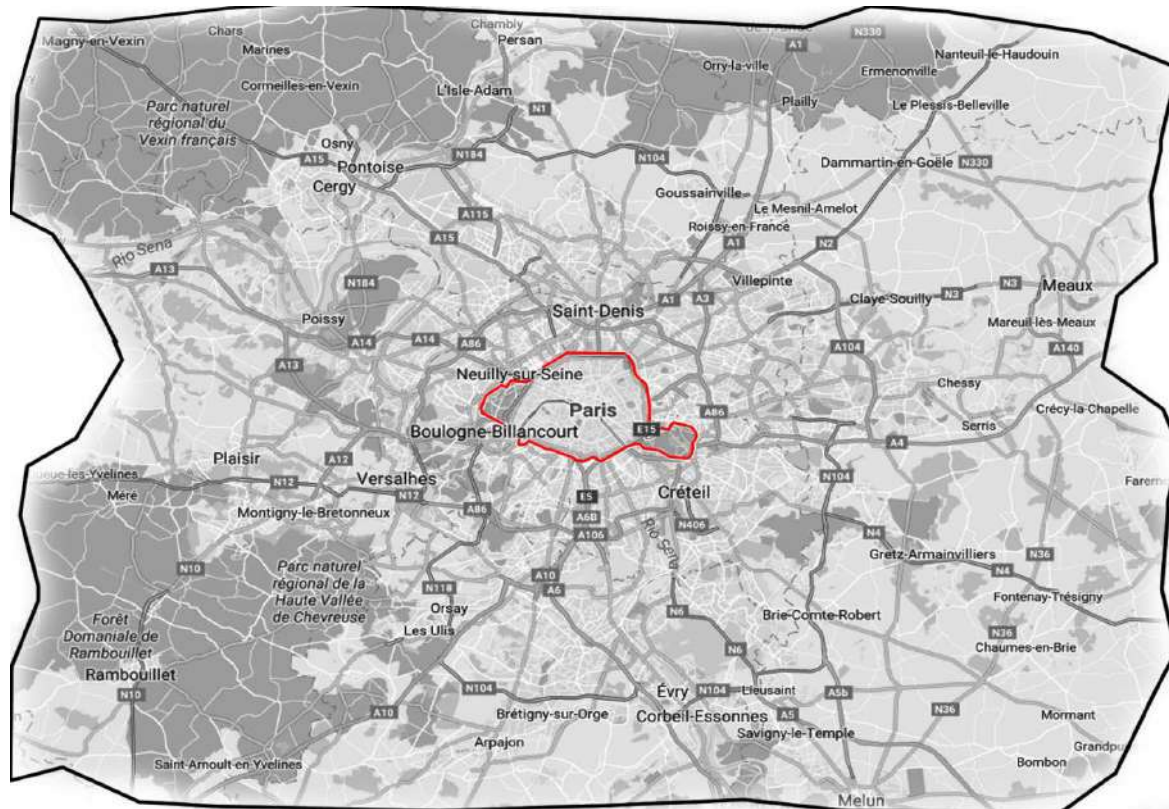 Chars
Chambly
Magny-en-Vexin
Marines
Persan
A1
N330
Nanteuil-le-Haudouin
Orry-la-ville
Ermenonville
Cormeilles-en-Vexin
L'Isle-Adam
Plailly
Le Plessis-Belleville
N1
Parc naturel
régional du
Vexin français
Osny
A15
Pontoise
N184
N104
Dammartin-en-Goële
N330
Cergy
Goussainville
Le Mesnil-Amelot
A115
Roissy-en-France
A15
A1
N2
Rio Sena
A13
N184
Villepinte
Claye-Souilly
N3
N3
Meaux
A1
A3
Saint-Denis
Poissy
Mareuil-lès-Meaux
A14
A14
A86
A104
A140
A13
Neuilly-sur-Seine
Chessy
Paris
A86
Crécy-la-Chapelle
Boulogne-Billancourt
E15
Serris
A4
Plaisir
A12
-les-Yvelines
Versalhes
N12
N12
N104
Méré
Créteil
E5
Montigny-le-Bretonneux
A86
A6B
N406
A106
Rio Sena
N4
Gretz-Armainvilliers
N36
N10
Parc naturel
régional de la
Haute Vallée
de Chevreuse
A10
A6
N118
N4
Fontenay-Trésigny
Orsay
N6
Brie-Comte-Robert
Forêt
Domaniale de
Rambouillet
Les Ulis
N36
N6
Chaumes-en-Brie
Rambouillet
N10
N104
Évry
N104
Lieusaint
A5b
A10
Brétigny-sur-Orge
Corbeil-Essonnes
A5
N36
Mormant
Savigny-le-Temple
Arpajon
Saint-Arnoult-en-Yvelines
Bombon
Melun